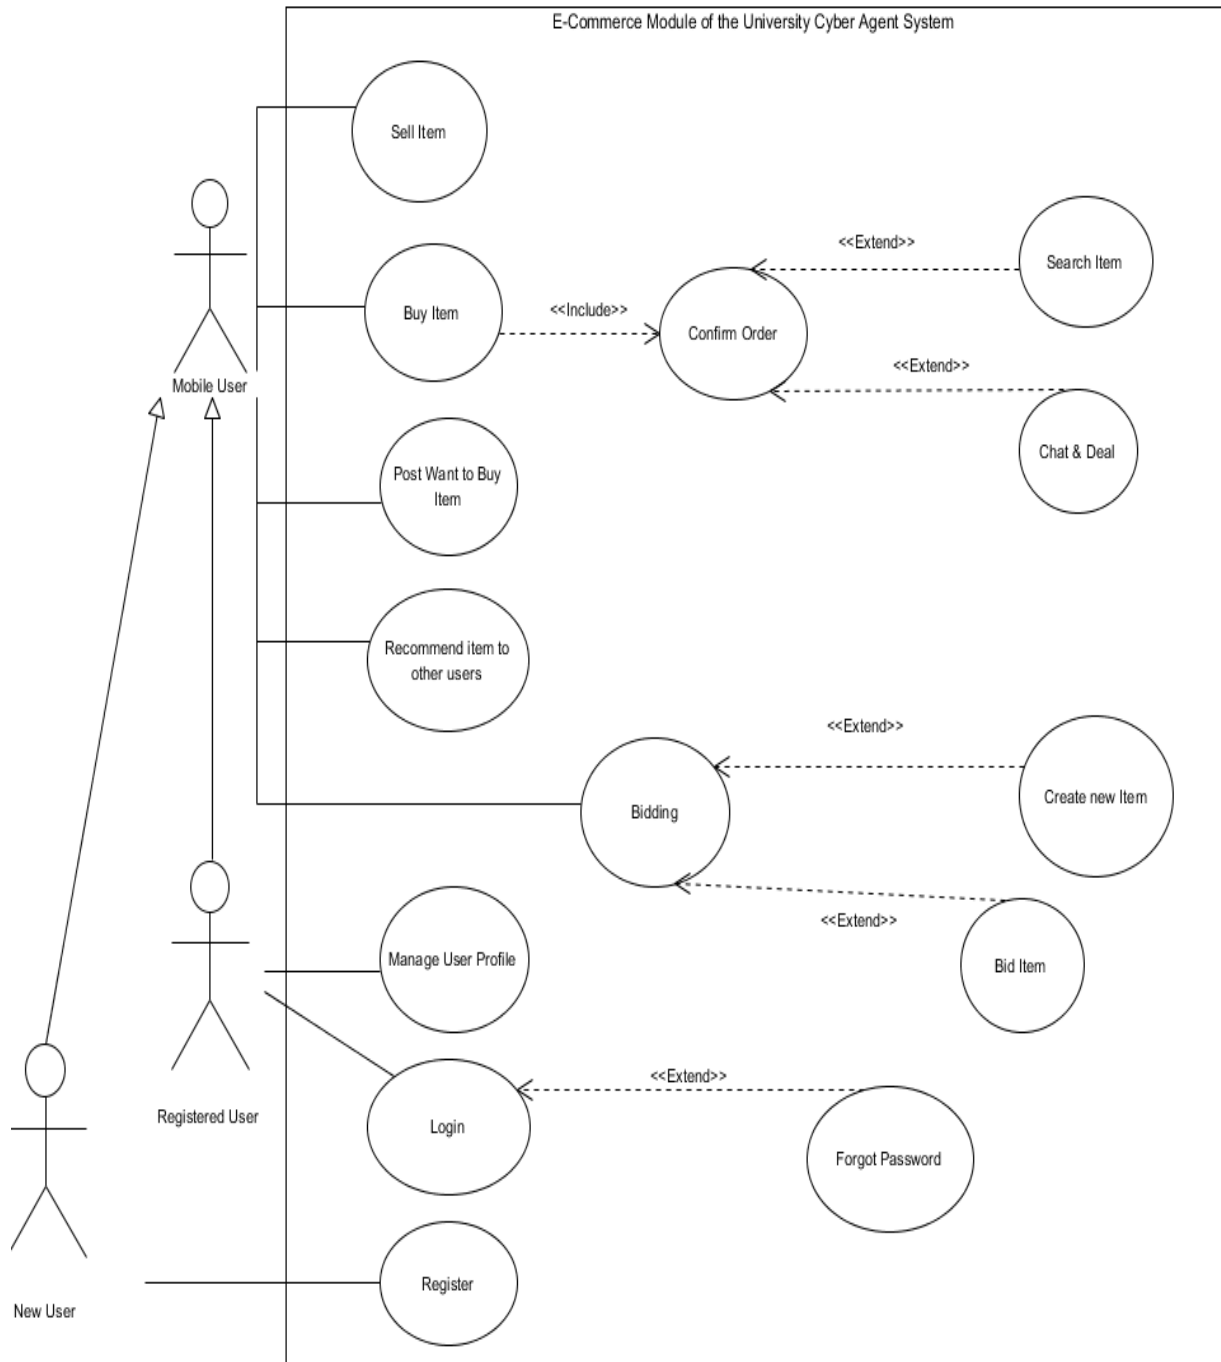 E-Commerce Module of the University Cyber Agent System
Sell Item
Mobile User
Buy Item
<<Include>>
Confirm Order
<<Extend>>
Search Item
<<Extend>>
Chat & Deal
Post Want to Buy
Item
Recommend item to
other users
Bidding
<<Extend>>
Create new Item
<<Extend>>
Bid Item
Registered User
Manage User Profile
Login
<<Extend>>
Forgot Password
New User
Register